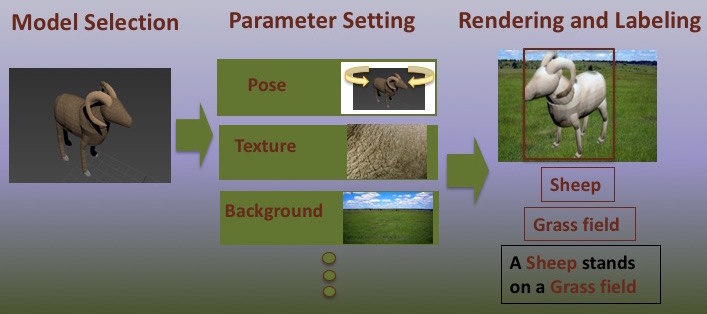 Model Selection
Parameter Setting
Rendering and Labeling
Pose
Texture
Background
Sheep
Grass field
A Sheep stands
on a Grass field